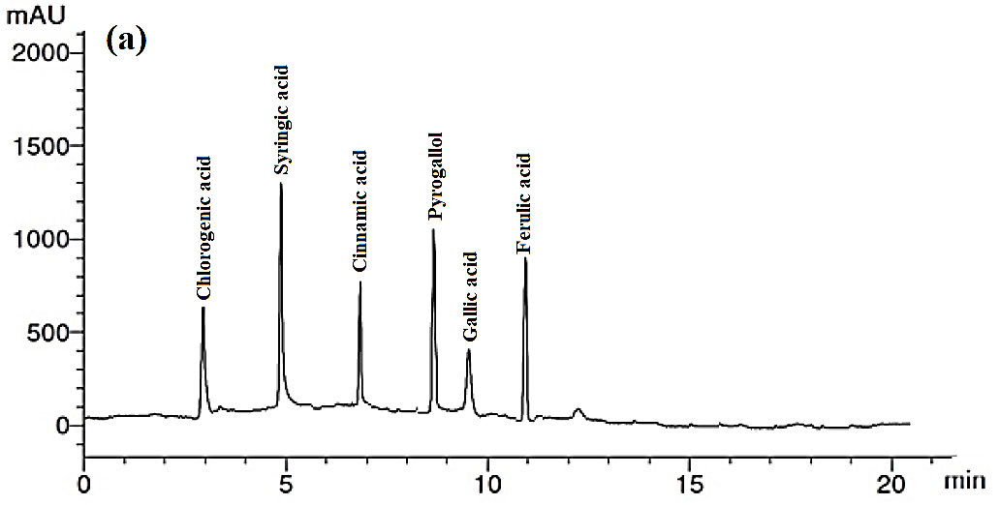 mAU
(a)
2000
1500
1000
500
0
Chlorogenic acid
Syringic acid
Cinnamic acid
Pyrogallol
Gallic acid
Ferulic acid
0 5 10 15 20 min